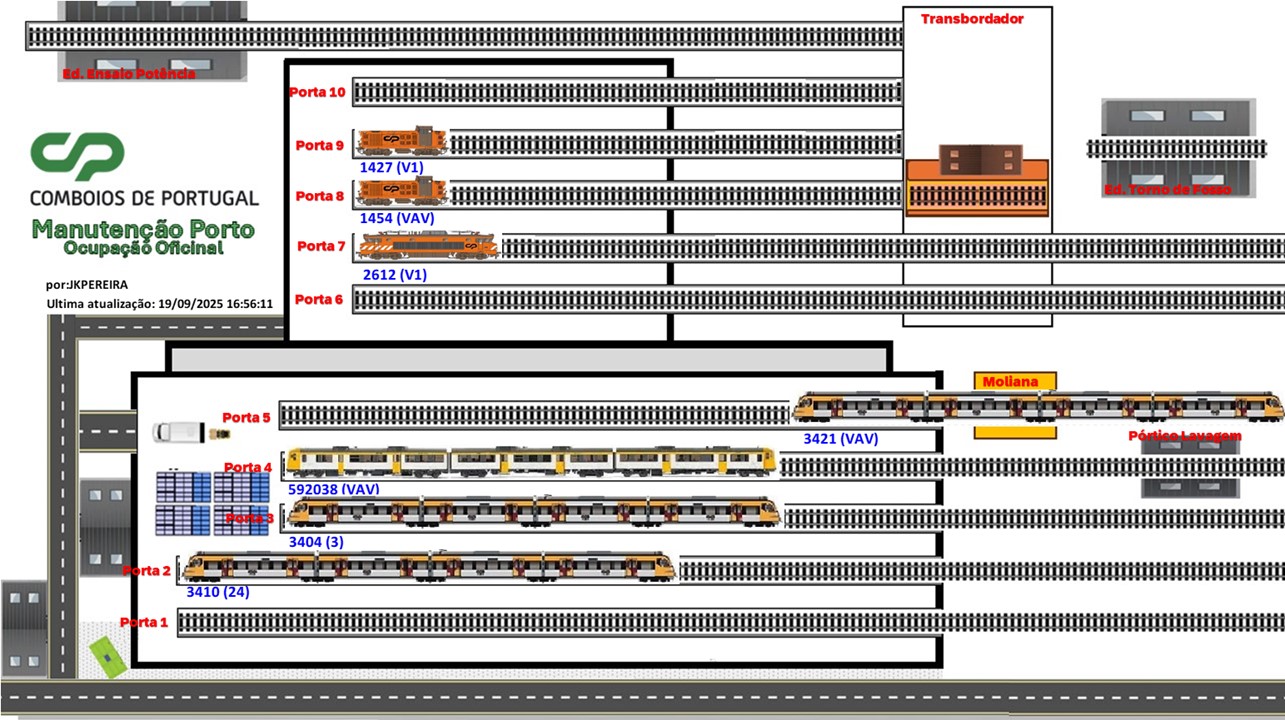 Transbordador
Ed. Ensaio Potência
Porta 10
Porta 9
1427 (V1)
CP
COMBOIOS DE PORTUGAL
Manutenção Porto
Ocupação Oficinal
Porta 8
1454 (VAV)
Ed. Torno de Fosso
Porta 7
2612 (V1)
por:JKPEREIRA
Ultima atualização: 19/09/2025 16:56:11
Porta 6
Moliana
Porta 5
3421 (VAV)
Pórtico Lavagem
Porta 4
592038 (VAV)
Porta 3
3404 (3)
Porta 2
3410 (24)
Porta 1